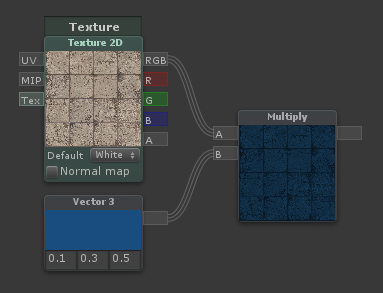 Texture
Texture 2D
UV
RGB
MIP
R
Tex
G
B
A
Default
White
Normal map
Multiply
A
B
Vector 3
0.1 0.3 0.5